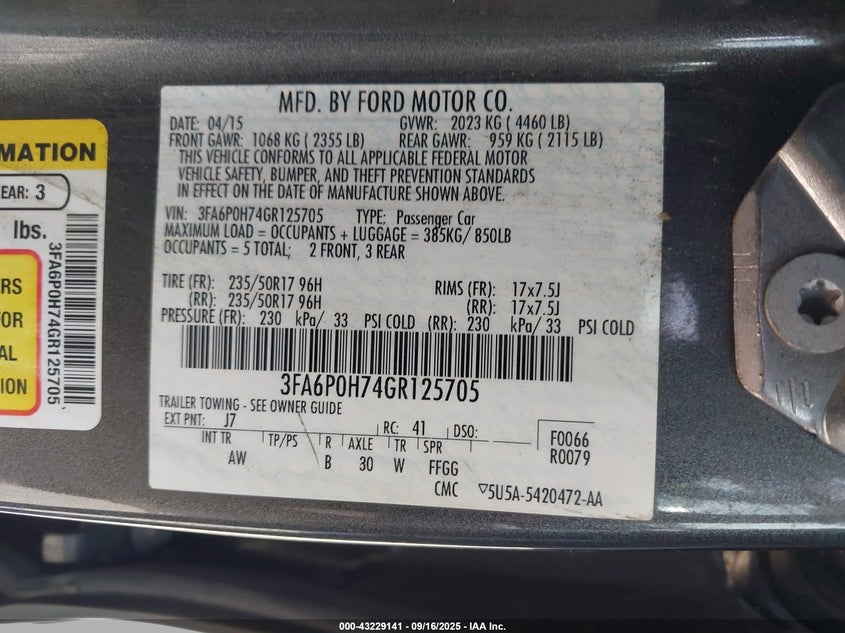 MATION
EAR: 3
lbs.
3FA6P0H74GR125705
RS
FOR
AL
ION
MFD. BY FORD MOTOR CO.
DATE: 04/15 GVWR: 2023 KG ( 4460 LB)
FRONT GAWR: 1068 KG ( 2355 LB) REAR GAWR: 959 KG ( 2115 LB)
THIS VEHICLE CONFORMS TO ALL APPLICABLE FEDERAL MOTOR
VEHICLE SAFETY, BUMPER, AND THEFT PREVENTION STANDARDS
IN EFFECT ON THE DATE OF MANUFACTURE SHOWN ABOVE.
VIN: 3FA6P0H74GR125705 TYPE: Passenger Car
MAXIMUM LOAD = OCCUPANTS + LUGGAGE = 385KG/ 850LB
OCCUPANTS = 5 TOTAL; 2 FRONT, 3 REAR
TIRE (FR): 235/50R17 96H RIMS (FR): 17x7.5J
(RR): 235/50R17 96H (RR): 17x7.5J
PRESSURE (FR): 230 kPa/ 33 PSI COLD (RR): 230 kPa/ 33 PSI COLD
3FA6P0H74GR125705
TRAILER TOWING - SEE OWNER GUIDE
EXT PNT: J7 RC: 41 DSO: F0066
INT TR TP/PS R AXLE TR SPR R0079
AW B 30 W FFGG
CMC ▽5U5A-5420472-AA
000-43229141 - 09/16/2025 - IAA Inc.